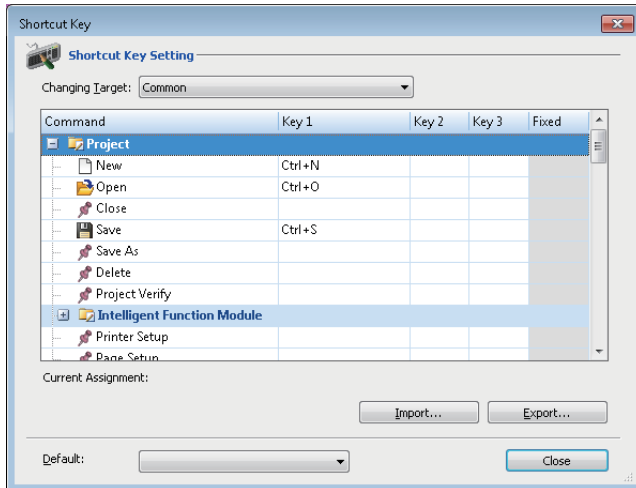 Shortcut Key
Shortcut Key Setting
Changing Target: Common
Command Key 1 Key 2 Key 3 Fixed
Project
New Ctrl+N
Open Ctrl+O
Close
Save Ctrl+S
Save As
Delete
Project Verify
Intelligent Function Module
Printer Setup
Page Setup
Current Assignment:
Import... Export...
Default: Close